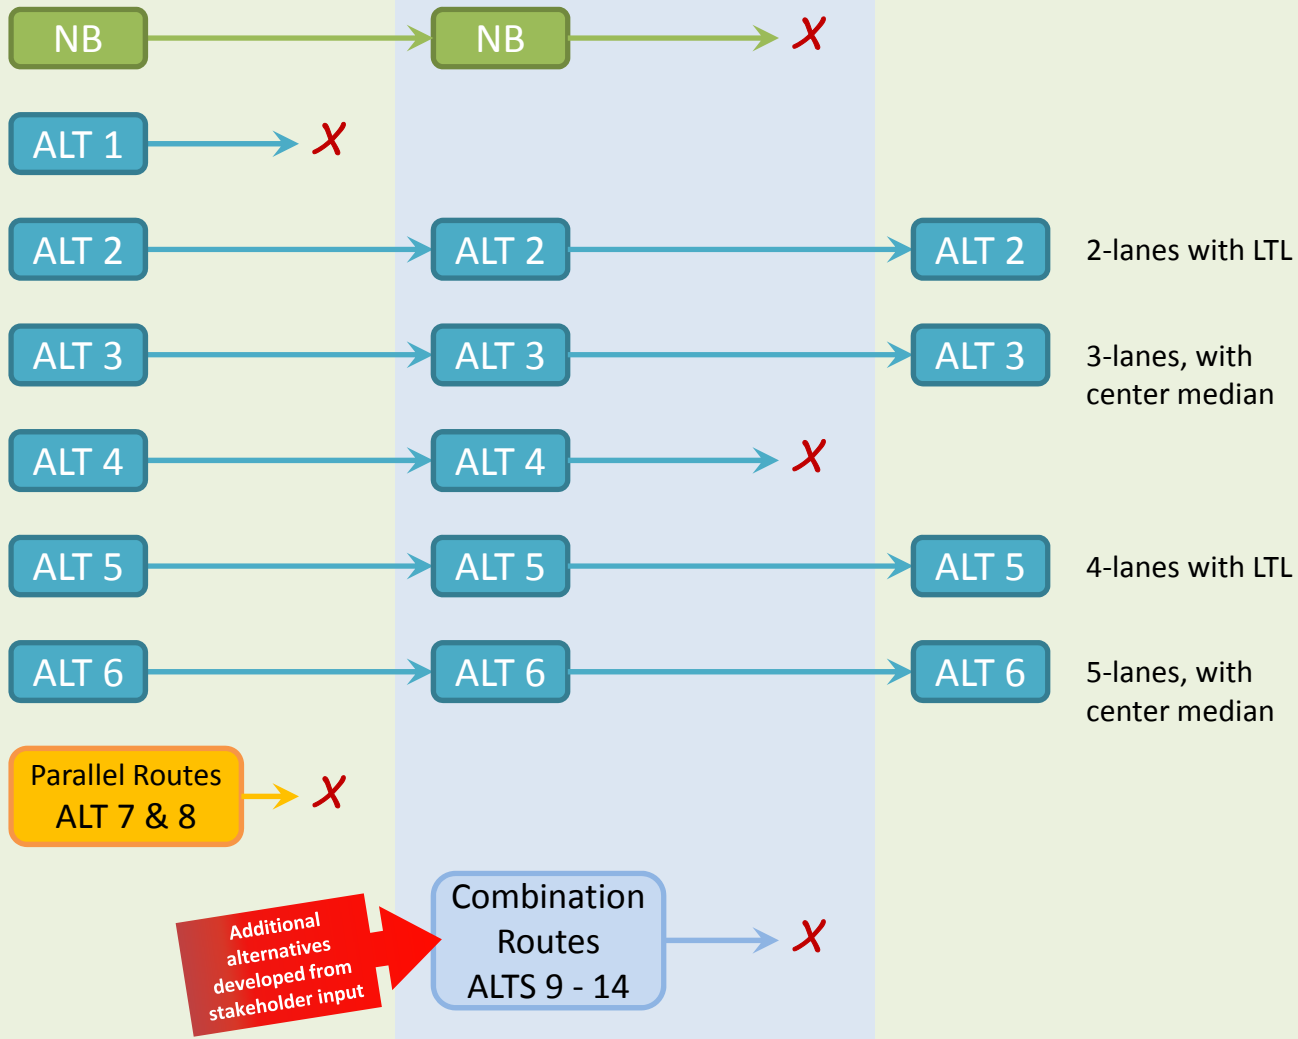 NB
NB
X
ALT 1
X
ALT 2
ALT 2
ALT 2
2-lanes with LTL
ALT 3
ALT 3
ALT 3
3-lanes, with
center median
ALT 4
ALT 4
X
ALT 5
ALT 5
ALT 5
4-lanes with LTL
ALT 6
ALT 6
ALT 6
5-lanes, with
center median
Parallel Routes
ALT 7 & 8
X
Additional
alternatives
developed from
stakeholder input
Combination
Routes
ALTS 9 - 14
X